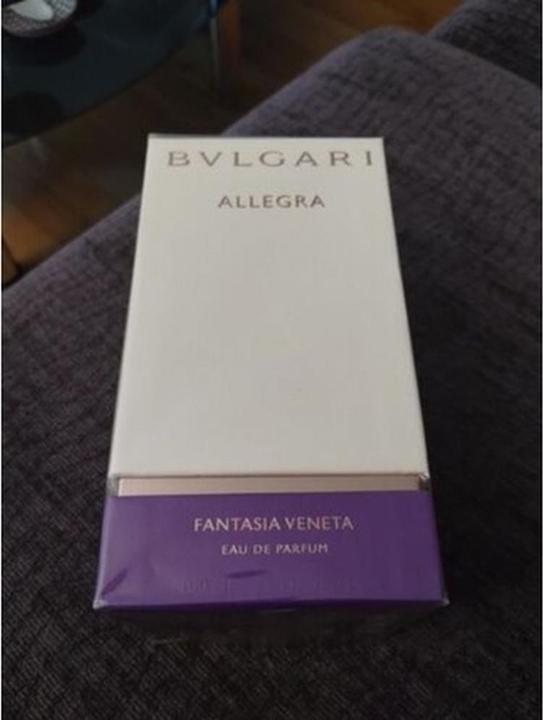 BVLGARI
ALLEGRA
FANTASIA VENETA
EAU DE PARFUM